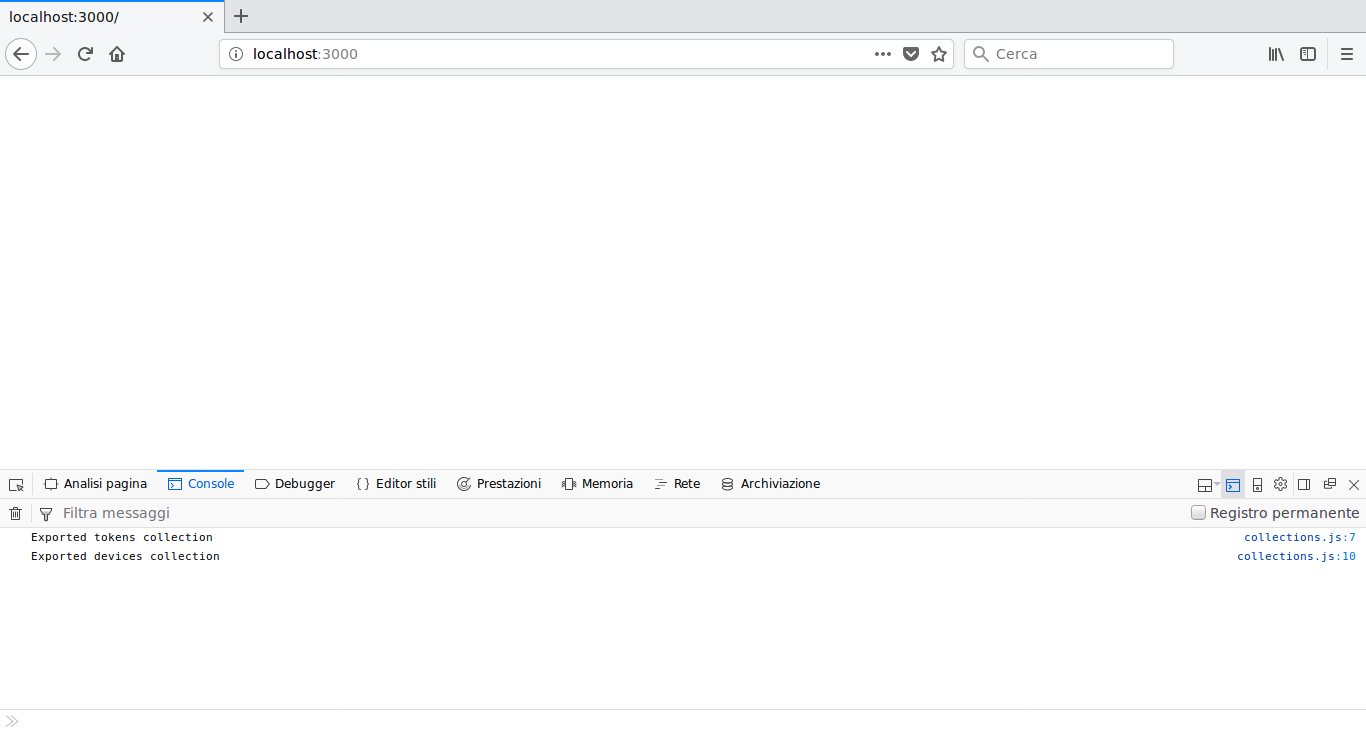 localhost:3000/
localhost:3000
Cerca
Analisi pagina
Console
Debugger
Editor stili
Prestazioni
Memoria
Rete
Archiviazione
Filtra messaggi
Registro permanente
Exported tokens collection
collections.js:7
Exported devices collection
collections.js:10